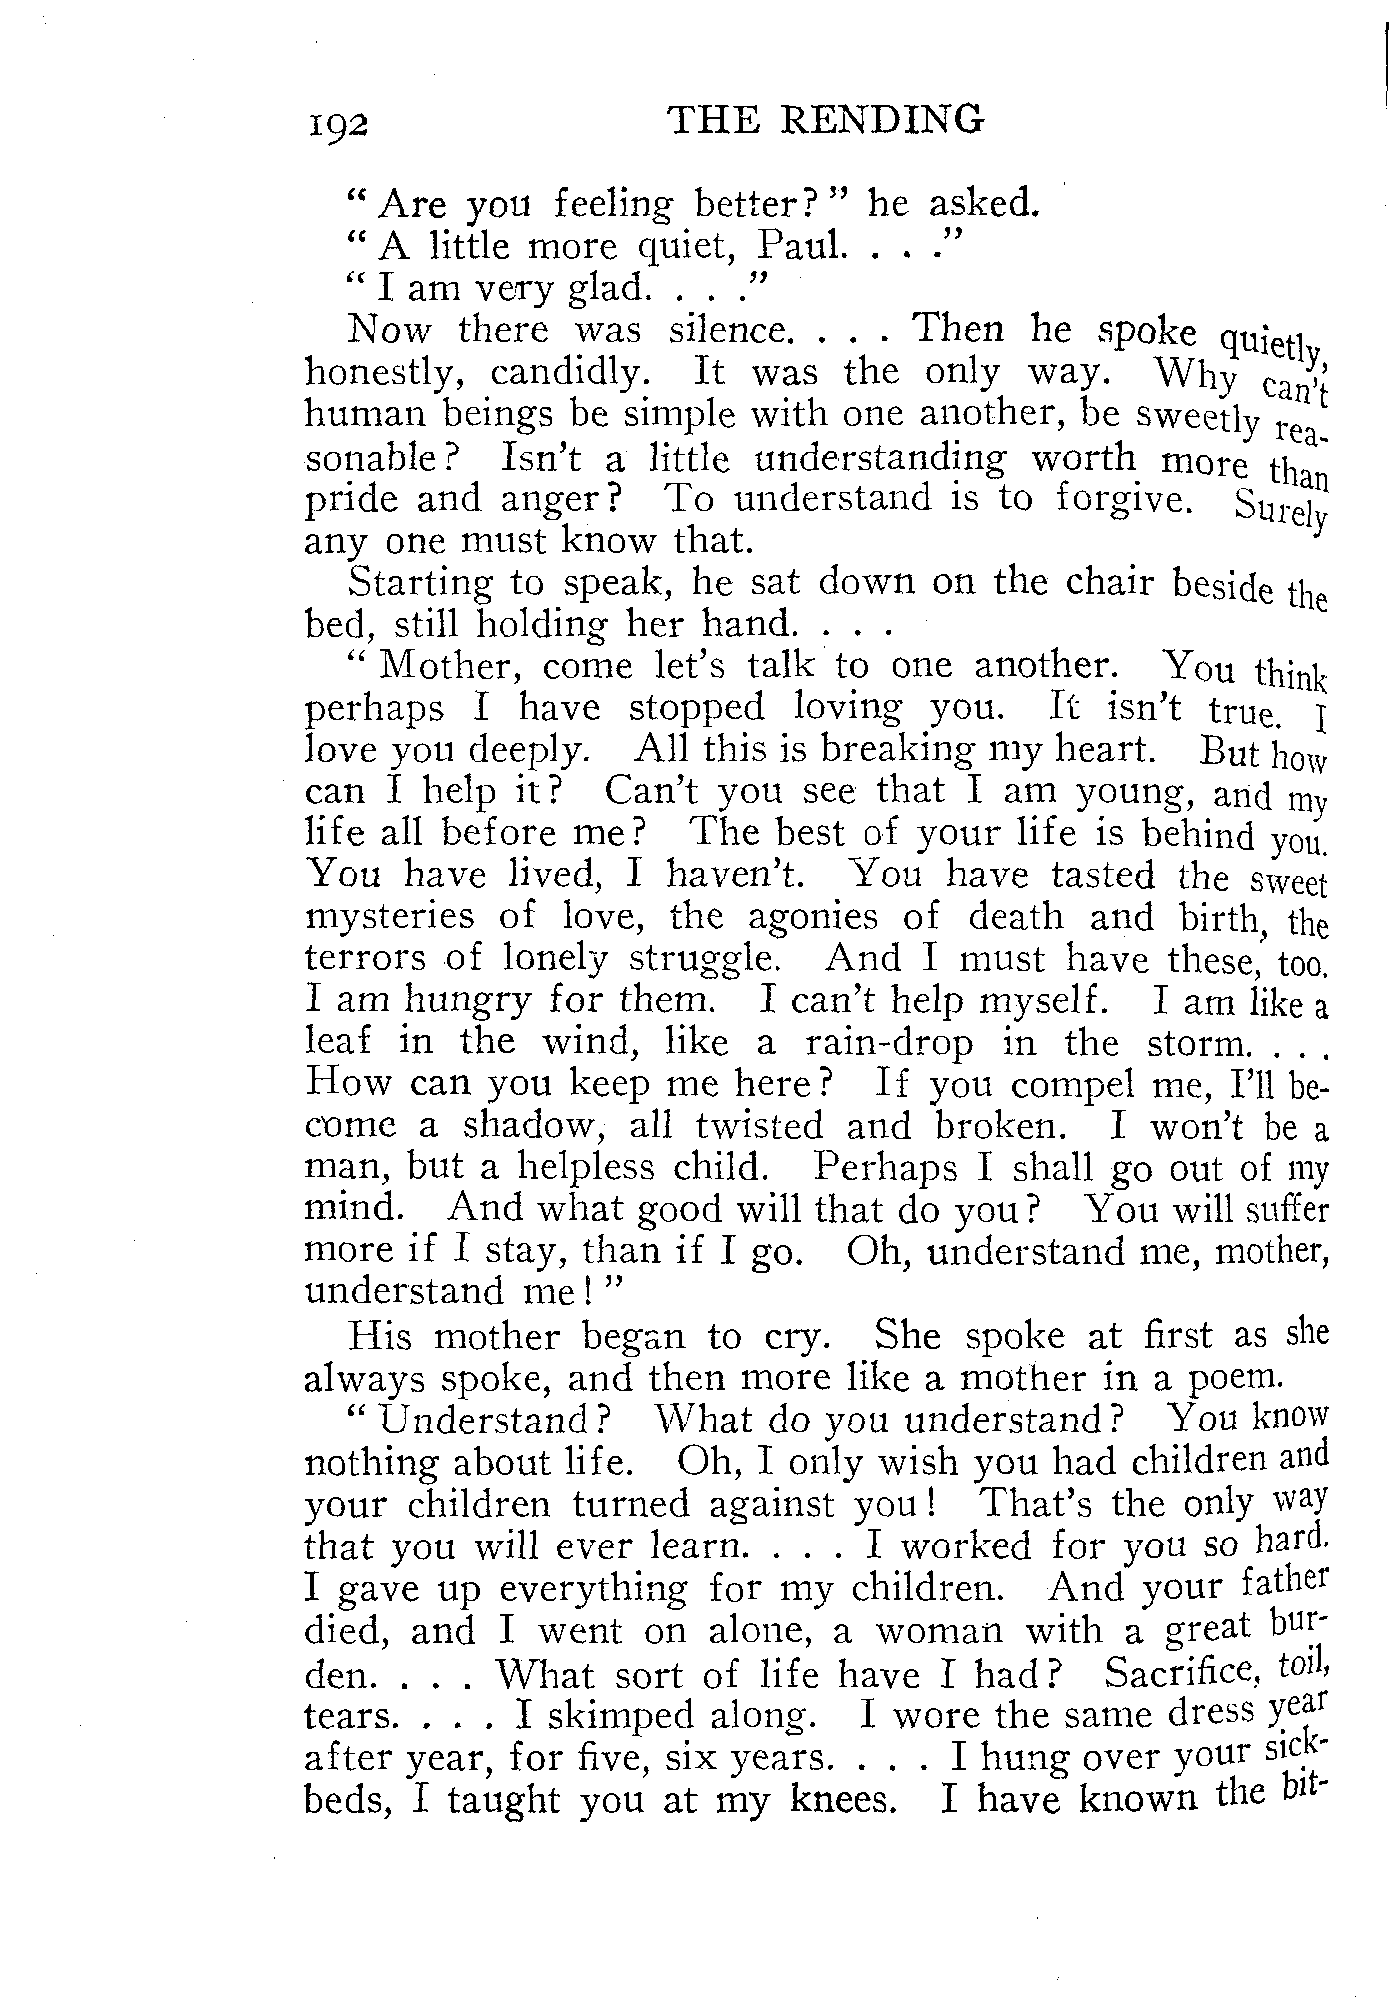 192 THE RENDING
" Are you feeling better? " he asked.
" A little more quiet, Paul. . . ."
" I am very glad. . . ."
Now there was silence. . . . Then he spoke quietly,
honestly, candidly. It was the only way. Why can't
human beings be simple with one another, be sweetly rea-
sonable? Isn't a little understanding worth more than
pride and anger? To understand is to forgive. Surely
any one must know that.
Starting to speak, he sat down on the chair beside the
bed, still holding her hand. . . .
" Mother, come let's talk to one another. You think
perhaps I have stopped loving you. It isn't true. I
love you deeply. All this is breaking my heart. But how
can I help it? Can't you see that I am young, and my
life all before me? The best of your life is behind you.
You have lived, I haven't. You have tasted the sweet
mysteries of love, the agonies of death and birth, the
terrors of lonely struggle. And I must have these, too.
I am hungry for them. I can't help myself. I am like a
leaf in the wind, like a rain-drop in the storm. . . .
How can you keep me here? If you compel me, I'll be-
come a shadow, all twisted and broken. I won't be a
man, but a helpless child. Perhaps I shall go out of my
mind. And what good will that do you? You will suffer
more if I stay, than if I go. Oh, understand me, mother,
understand me! "
His mother began to cry. She spoke at first as she
always spoke, and then more like a mother in a poem.
" Understand? What do you understand? You know
nothing about life. Oh, I only wish you had children and
your children turned against you! That's the only way
that you will ever learn. . . . I worked for you so hard.
I gave up everything for my children. And your father
died, and I went on alone, a woman with a great bur-
den. . . . What sort of life have I had? Sacrifice, toil,
tears. . . . I skimped along. I wore the same dress year
after year, for five, six years. . . . I hung over your sick-
beds, I taught you at my knees. I have known the bit-